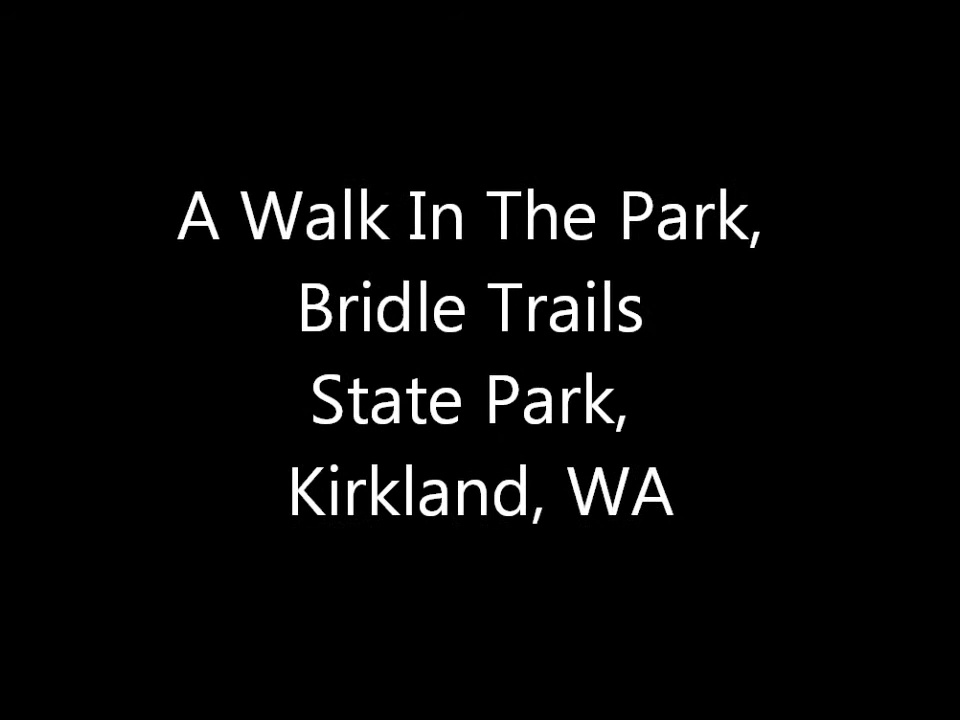 A Walk In The Park,
Bridle Trails
State Park,
Kirkland, WA